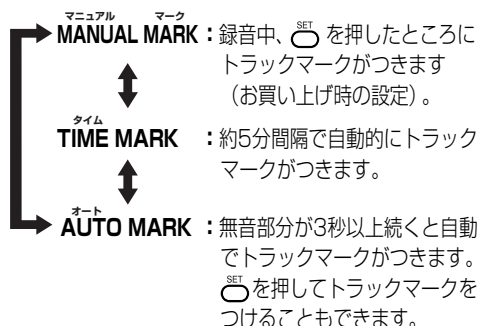 マニュアル マーク
MANUAL MARK：録音中、SET を押したところに
トラックマークがつきます
（お買い上げ時の設定）。
タイム
TIME MARK ：約5分間隔で自動的にトラック
マークがつきます。
オート
AUTO MARK ：無音部分が3秒以上続くと自動
でトラックマークがつきます。
SET を押してトラックマークを
つけることもできます。